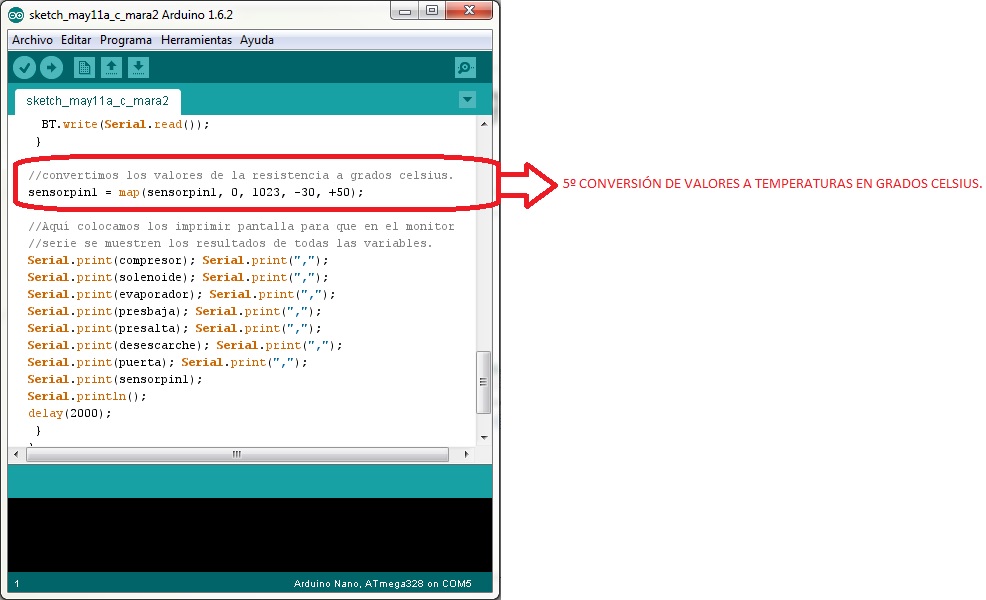 sketch_may11a_c_mara2 Arduino 1.6.2
Archivo Editar Programa Herramientas Ayuda
sketch_may11a_c_mara2
BT.write(Serial.read());
}
//convertimos los valores de la resistencia a grados celsius.
sensorpin1 = map(sensorpin1, 0, 1023, -30, +50);
5º CONVERSIÓN DE VALORES A TEMPERATURAS EN GRADOS CELSIUS.
//Aqui colocamos los imprimir pantalla para que en el monitor
//serie se muestren los resultados de todas las variables.
Serial.print(compresor); Serial.print(",");
Serial.print(solenoide); Serial.print(",");
Serial.print(evaporador); Serial.print(",");
Serial.print(presbaja); Serial.print(",");
Serial.print(presalta); Serial.print(",");
Serial.print(desescarche); Serial.print(",");
Serial.print(puerta); Serial.print(",");
Serial.print(sensorpin1);
Serial.println();
delay(2000);
}
1
Arduino Nano, ATmega328 on COM5